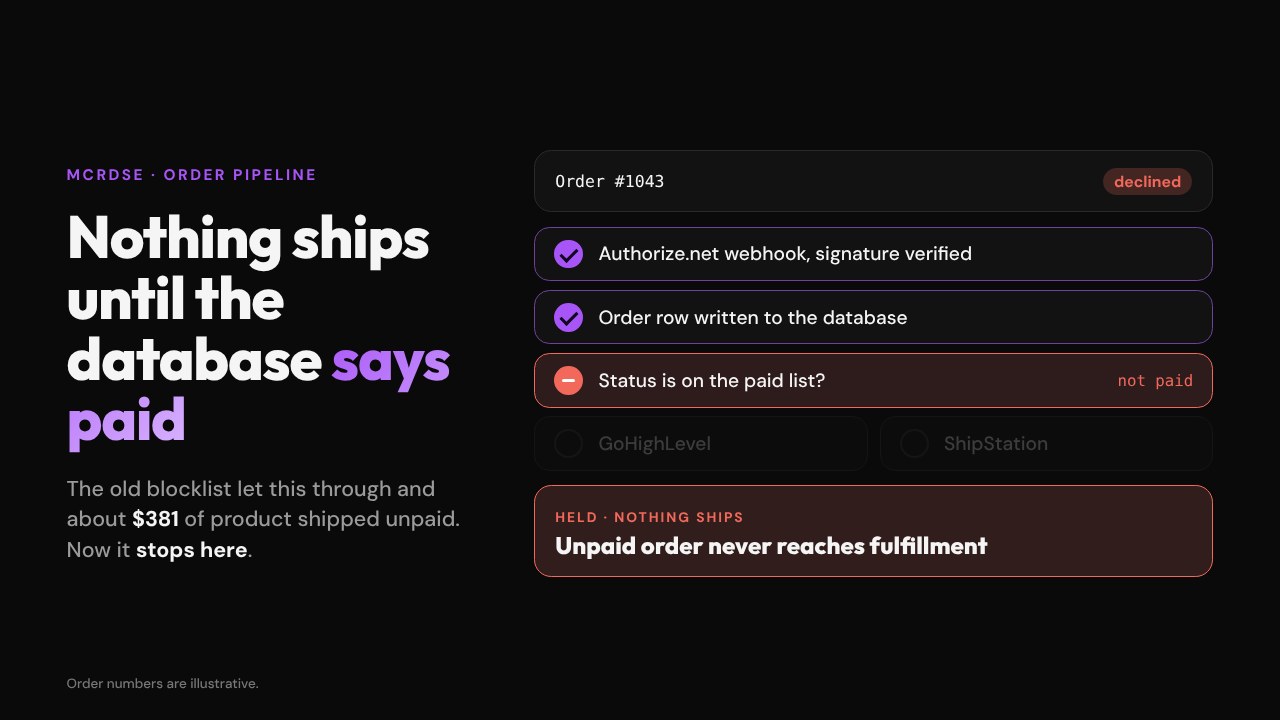 MCRDSE · ORDER PIPELINE
Nothing ships
until the
database says
paid
The old blocklist let this through and
about $381 of product shipped unpaid.
Now it stops here.
Order #1043
declined
Authorize.net webhook, signature verified
Order row written to the database
Status is on the paid list?
not paid
GoHighLevel
ShipStation
HELD · NOTHING SHIPS
Unpaid order never reaches fulfillment
Order numbers are illustrative.